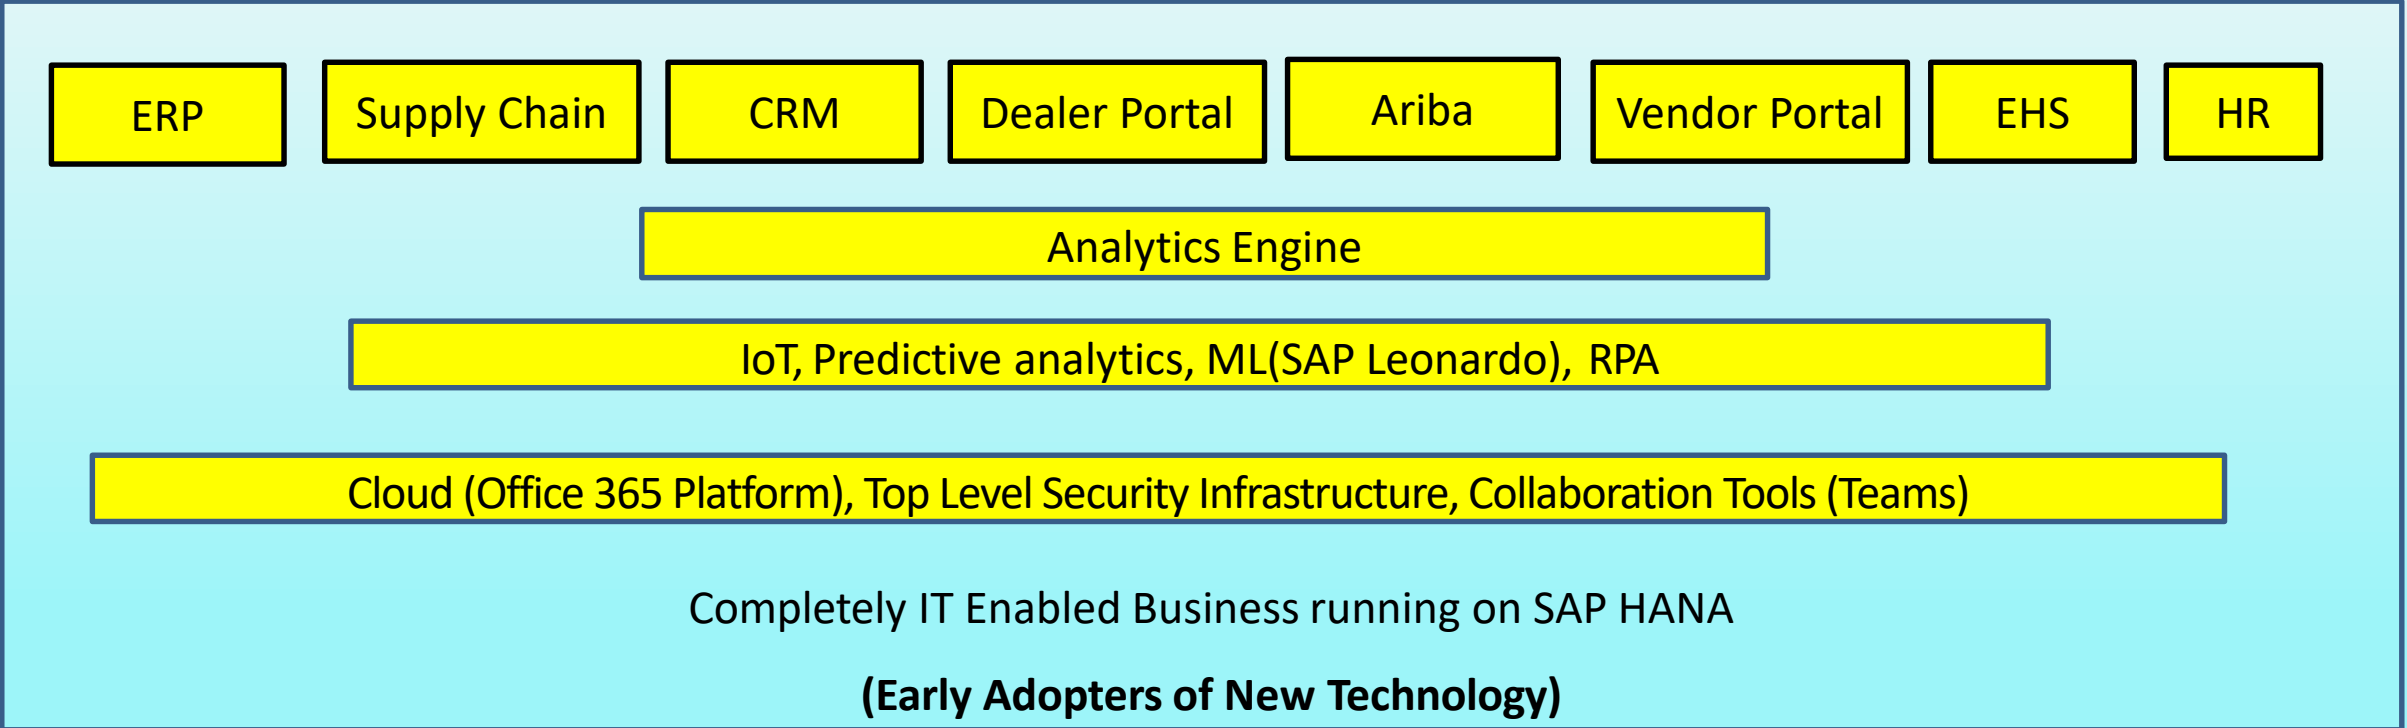 ERP
Supply Chain
CRM
Dealer Portal
Ariba
Vendor Portal
EHS
HR
Analytics Engine
IoT, Predictive analytics, ML(SAP Leonardo), RPA
Cloud (Office 365 Platform), Top Level Security Infrastructure, Collaboration Tools (Teams)
Completely IT Enabled Business running on SAP HANA
(Early Adopters of New Technology)